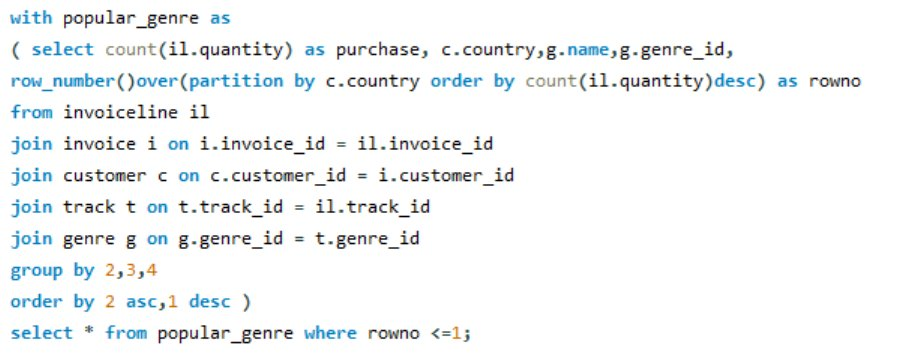 with popular_genre as
( select count(il.quantity) as purchase, c.country,g.name,g.genre_id,
row_number()over(partition by c.country order by count(il.quantity)desc) as rowno
from invoiceline il
join invoice i on i.invoice_id = il.invoice_id
join customer c on c.customer_id = i.customer_id
join track t on t.track_id = il.track_id
join genre g on g.genre_id = t.genre_id
group by 2,3,4
order by 2 asc,1 desc )
select * from popular_genre where rowno <=1;